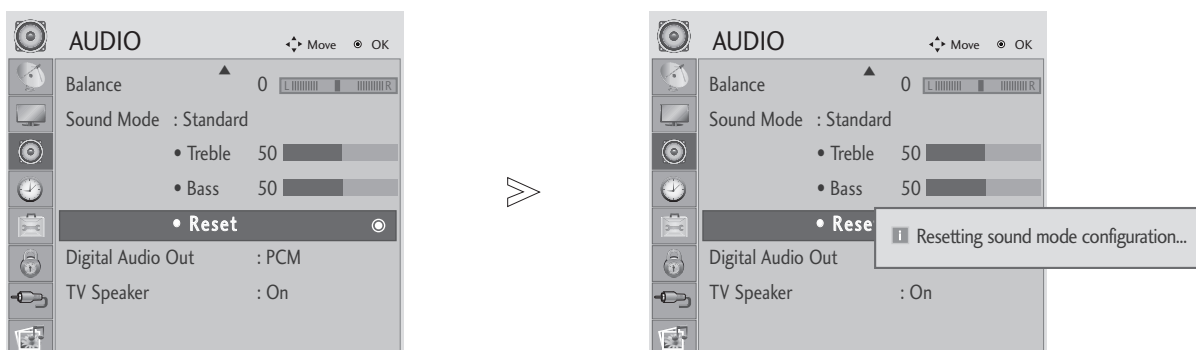 AUDIO Move OK
Balance 0 L R
Sound Mode : Standard
• Treble 50
• Bass 50
• Reset
Digital Audio Out : PCM
TV Speaker : On
AUDIO Move OK
Balance 0 L R
Sound Mode : Standard
• Treble 50
• Bass 50
• Rese
i Resetting sound mode configuration...
Digital Audio Out
TV Speaker : On